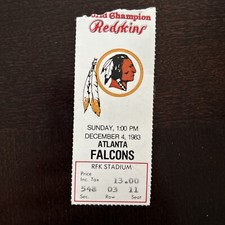 World Champion
Redskins
SUNDAY, 1:00 PM
DECEMBER 4, 1983
ATLANTA
FALCONS
RFK STADIUM
Price
Inc. Tax 13.00
548 03 11
Sec. Row Seat